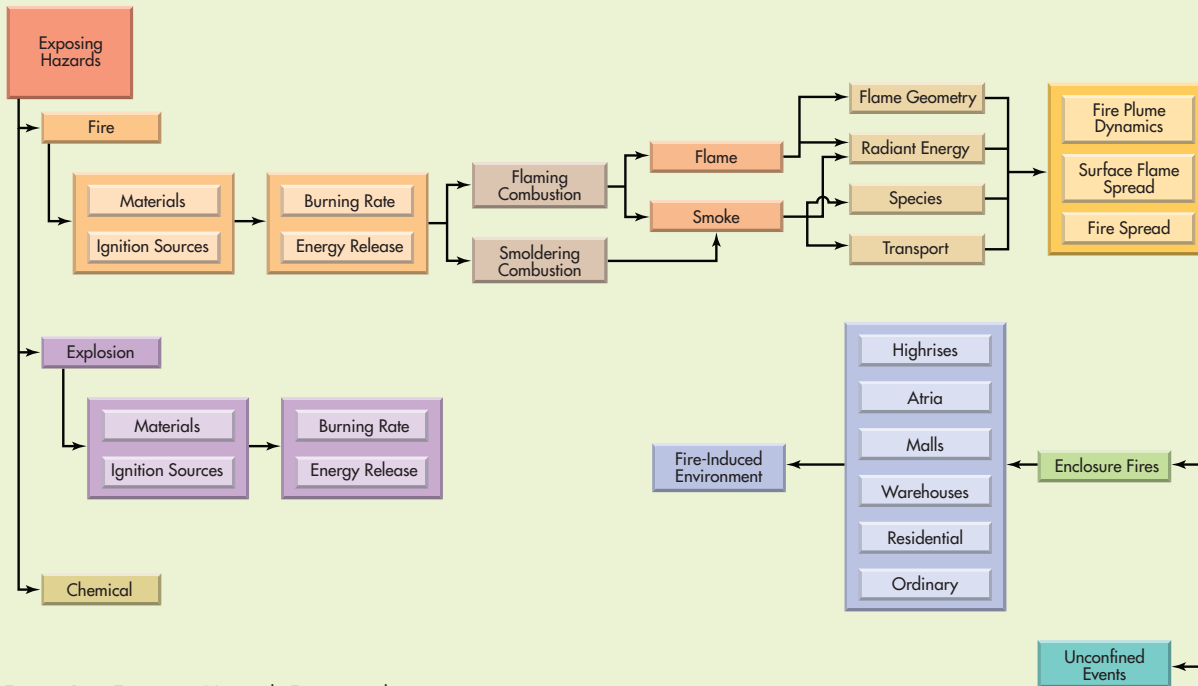 Exposing
Hazards
Fire
Materials
Ignition Sources
Burning Rate
Energy Release
Flaming
Combustion
Smoldering
Combustion
Flame
Smoke
Flame Geometry
Radiant Energy
Species
Transport
Fire Plume
Dynamics
Surface Flame
Spread
Fire Spread
Explosion
Materials
Ignition Sources
Burning Rate
Energy Release
Fire-Induced
Environment
Highrises
Atria
Malls
Warehouses
Residential
Ordinary
Enclosure Fires
Chemical
Unconfined
Events